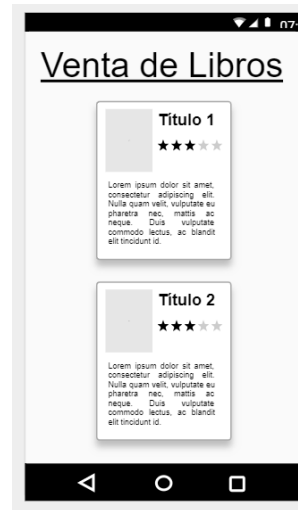 Venta de Libros
Título 1
Lorem ipsum dolor sit amet,
consectetur adipiscing elit.
Nulla quam velit, vulputate eu
pharetra nec, mattis ac
neque. Duis vulputate
commodo lectus, ac blandit
elit tincidunt id.
Título 2
Lorem ipsum dolor sit amet,
consectetur adipiscing elit.
Nulla quam velit, vulputate eu
pharetra nec, mattis ac
neque. Duis vulputate
commodo lectus, ac blandit
elit tincidunt id.